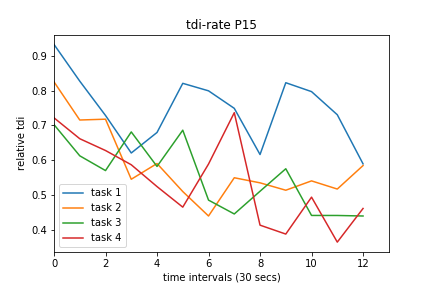 tdi-rate P15
relative tdi
0.9
0.8
0.7
0.6
0.5
0.4
task 1
task 2
task 3
task 4
0 2 4 6 8 10 12
time intervals (30 secs)